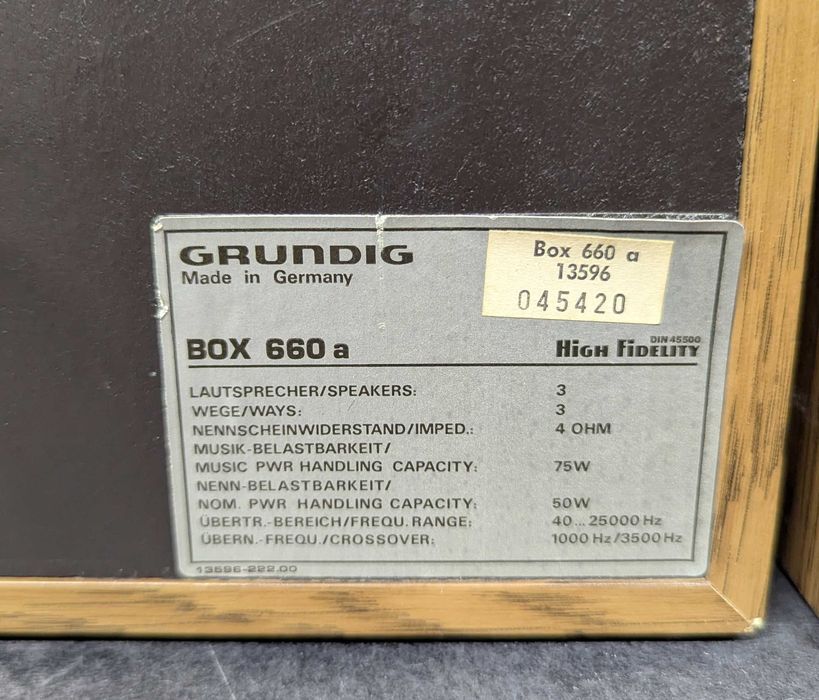 GRUNDIG
Made in Germany
Box 660 a
13596
045420
BOX 660 a
DIN 45500
HIGH FIDELITY
LAUTSPRECHER/SPEAKERS: 3
WEGE/WAYS: 3
NENNSCHEINWIDERSTAND/IMPED.: 4 OHM
MUSIK-BELASTBARKEIT/
MUSIC PWR HANDLING CAPACITY: 75W
NENN-BELASTBARKEIT/
NOM. PWR HANDLING CAPACITY: 50W
ÜBERTR.-BEREICH/FREQU. RANGE: 40...25000 Hz
ÜBERN.-FREQU./CROSSOVER: 1000 Hz/3500 Hz
13596-222.00